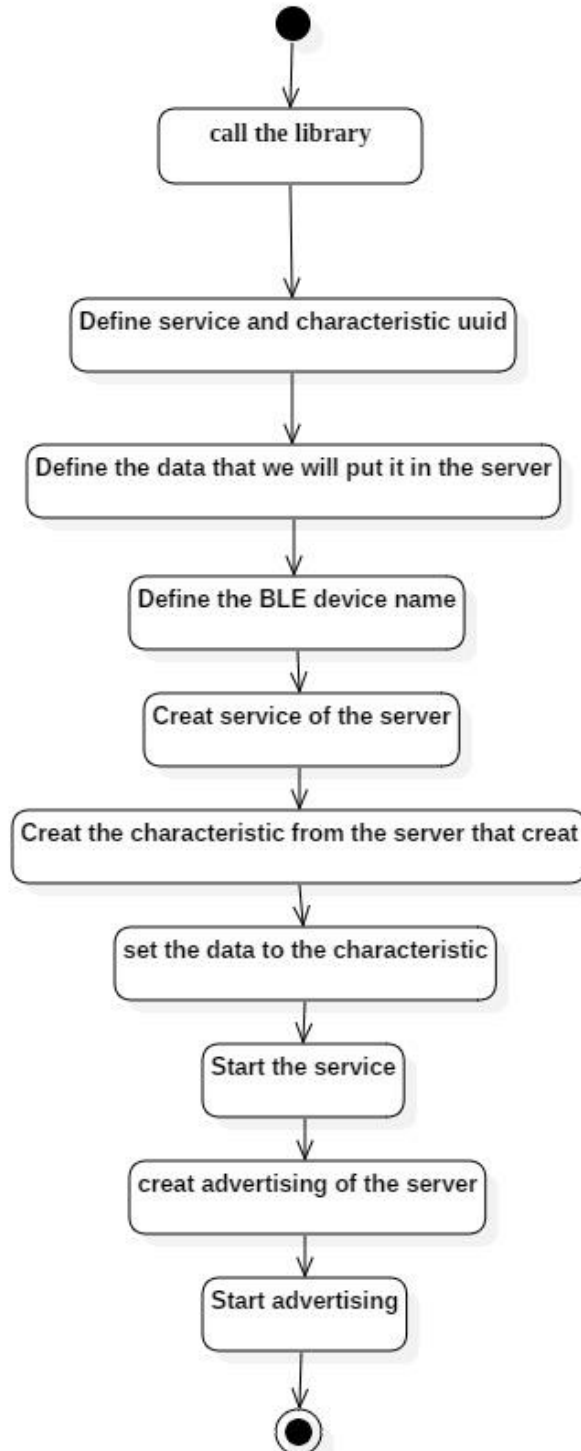 call the library
Define service and characteristic uuid
Define the data that we will put it in the server
Define the BLE device name
Creat service of the server
Creat the characteristic from the server that creat
set the data to the characteristic
Start the service
creat advertising of the server
Start advertising